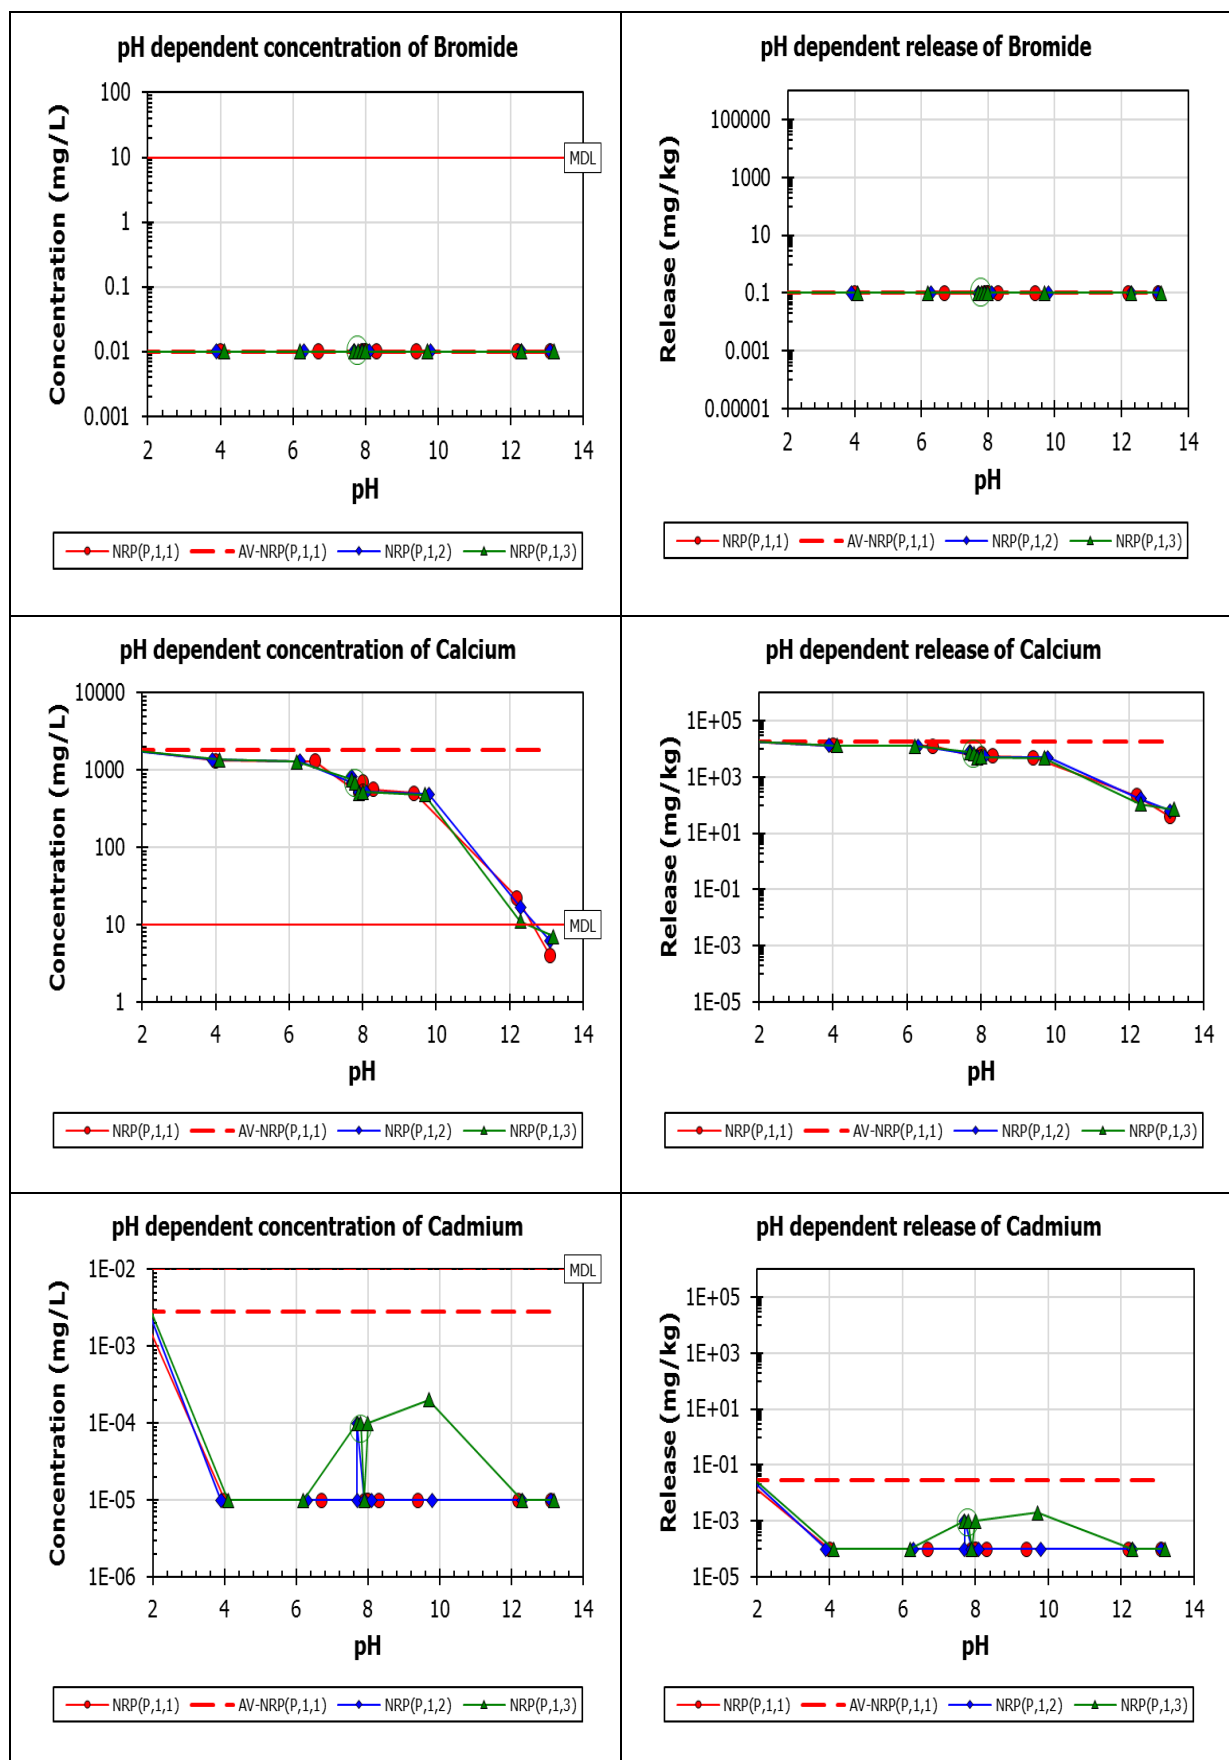 pH dependent concentration of Bromide
Concentration (mg/L)
100
10
1
0.1
0.01
0.001
MDL
2 4 6 8 10 12 14
pH
NRP(P,1,1) AV-NRP(P,1,1) NRP(P,1,2) NRP(P,1,3)
pH dependent release of Bromide
Release (mg/kg)
100000
1000
10
0.1
0.001
0.00001
2 4 6 8 10 12 14
pH
NRP(P,1,1) AV-NRP(P,1,1) NRP(P,1,2) NRP(P,1,3)
pH dependent concentration of Calcium
Concentration (mg/L)
10000
1000
100
10
1
MDL
2 4 6 8 10 12 14
pH
NRP(P,1,1) AV-NRP(P,1,1) NRP(P,1,2) NRP(P,1,3)
pH dependent release of Calcium
Release (mg/kg)
1E+05
1E+03
1E+01
1E-01
1E-03
1E-05
2 4 6 8 10 12 14
pH
NRP(P,1,1) AV-NRP(P,1,1) NRP(P,1,2) NRP(P,1,3)
pH dependent concentration of Cadmium
Concentration (mg/L)
1E-02
1E-03
1E-04
1E-05
1E-06
MDL
2 4 6 8 10 12 14
pH
NRP(P,1,1) AV-NRP(P,1,1) NRP(P,1,2) NRP(P,1,3)
pH dependent release of Cadmium
Release (mg/kg)
1E+05
1E+03
1E+01
1E-01
1E-03
1E-05
2 4 6 8 10 12 14
pH
NRP(P,1,1) AV-NRP(P,1,1) NRP(P,1,2) NRP(P,1,3)